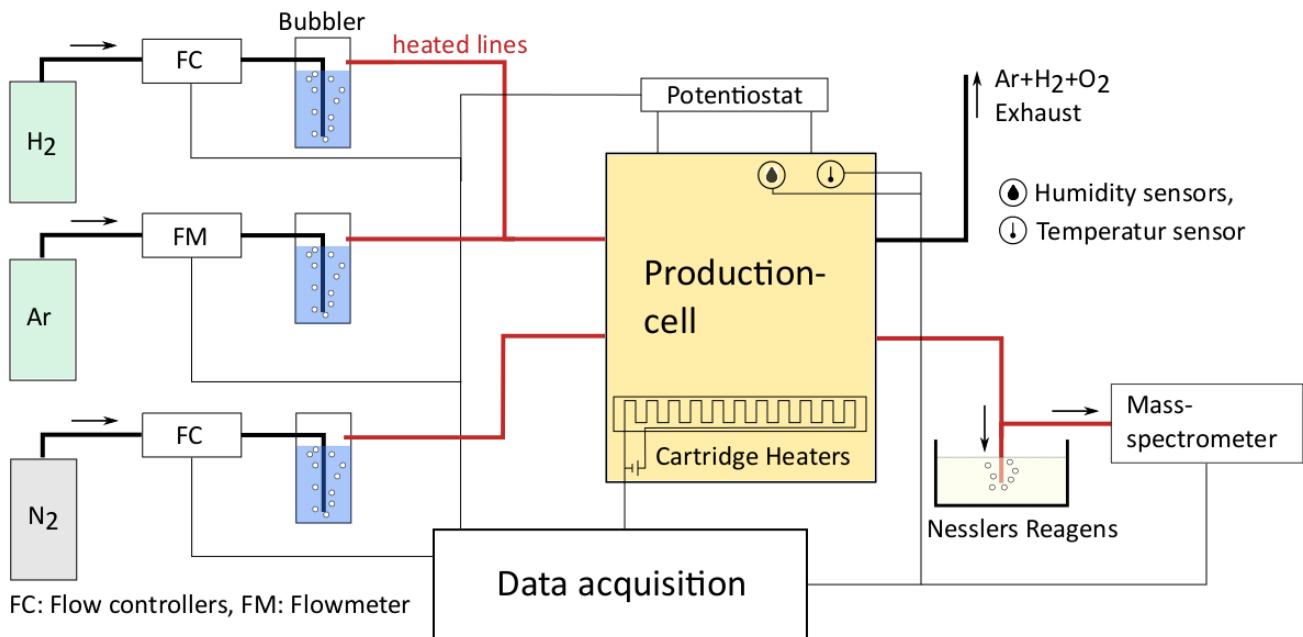 Bubbler
heated lines
FC
H2
Potentiostat
Ar+H2+O2
Exhaust
Humidity sensors,
Temperatur sensor
FM
Ar
Production-
cell
FC
N2
Cartridge Heaters
Mass-
spectrometer
Nesslers Reagens
Data acquisition
FC: Flow controllers, FM: Flowmeter